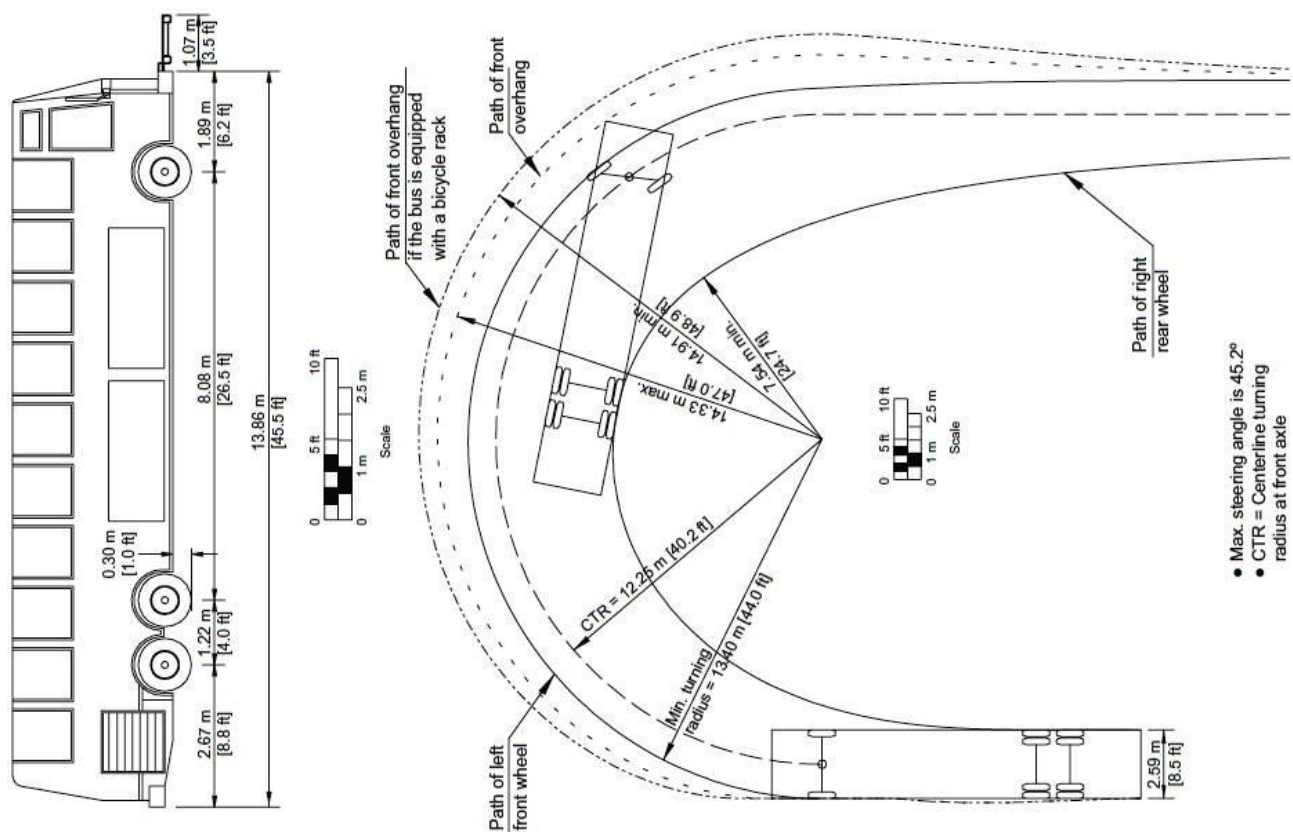 1.07 m
[3.5 ft]
1.89 m
[6.2 ft]
8.08 m
[26.5 ft]
13.86 m
[45.5 ft]
0.30 m
[1.0 ft]
1.22 m
[4.0 ft]
2.67 m
[8.8 ft]
0
5 ft
10 ft
0
1 m
2.5 m
Scale
Path of front overhang
if the bus is equipped
with a bicycle rack
Path of front
overhang
14.91 m min.
[48.9 ft]
14.33 m max.
[47.0 ft]
7.54 m min.
[24.7 ft]
CTR = 12.25 m [40.2 ft]
Min. turning
radius = 13.40 m [44.0 ft]
Path of left
front wheel
Path of right
rear wheel
2.59 m
[8.5 ft]
0
5 ft
10 ft
0
1 m
2.5 m
Scale
● Max. steering angle is 45.2º
● CTR = Centerline turning
radius at front axle